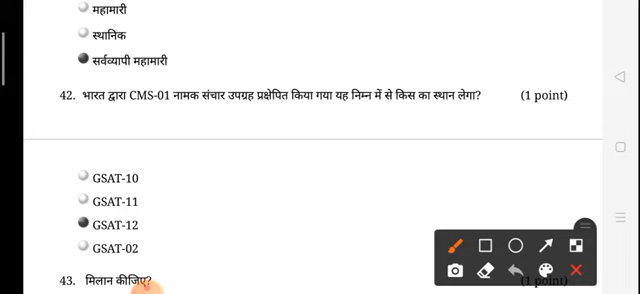 महामारी
स्थानिक
सर्वव्यापी महामारी
42. भारत द्वारा CMS-01 नामक संचार उपग्रह प्रक्षेपित किया गया यह निम्न में से किस का स्थान लेगा? (1 point)
GSAT-10
GSAT-11
GSAT-12
GSAT-02
43. मिलान कीजिए? (1 point)